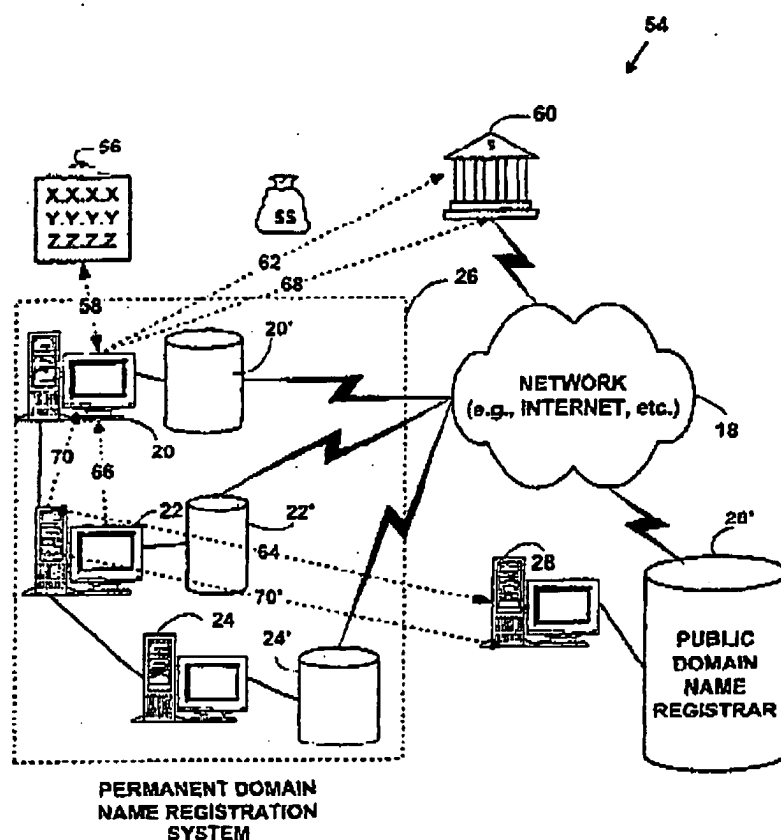 54
60
56
X..X..X..X
Y..Y..Y..Y
Z..Z..Z..Z
$
$$
62
68
58
26
20'
NETWORK
(e.g., INTERNET, etc.)
18
70
20
66
22
22'
64
28
20'
70'
24
24'
PUBLIC
DOMAIN
NAME
REGISTRAR
PERMANENT DOMAIN
NAME REGISTRATION
SYSTEM